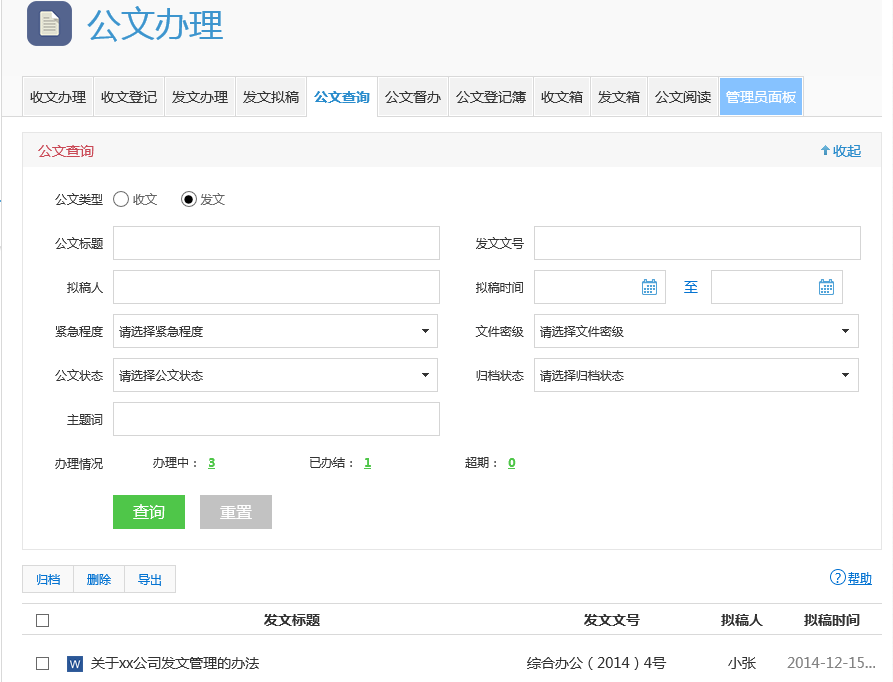 公文办理
收文办理 收文登记 发文办理 发文拟稿 公文查询 公文督办 公文登记簿 收文箱 发文箱 公文阅读 管理员面板
公文查询 收起
公文类型 收文 发文
公文标题 发文文号
拟稿人 拟稿时间 至
紧急程度 请选择紧急程度 文件密级 请选择文件密级
公文状态 请选择公文状态 归档状态 请选择归档状态
主题词
办理情况 办理中： 3 已办结： 1 超期： 0
查询 重置
归档 删除 导出 ?帮助
发文标题 发文文号 拟稿人 拟稿时间
W 关于xx公司发文管理的办法 综合办公（2014）4号 小张 2014-12-15...